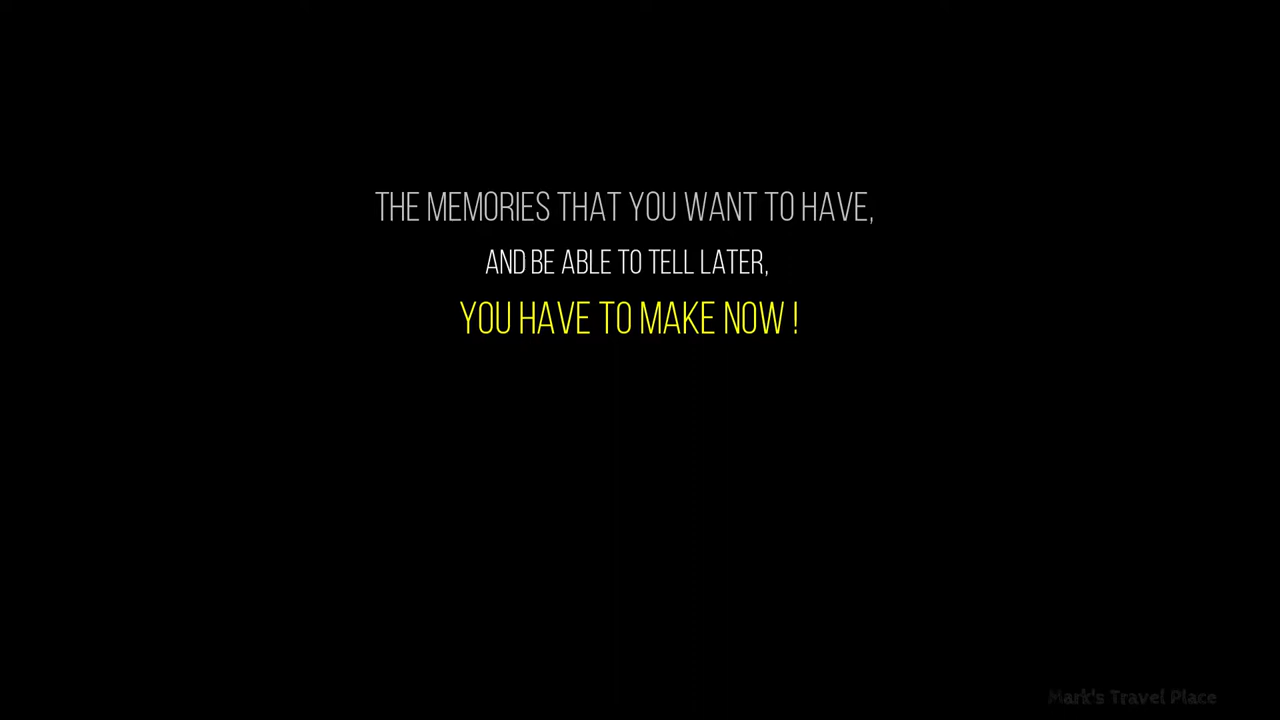 THE MEMORIES THAT YOU WANT TO HAVE,
AND BE ABLE TO TELL LATER,
YOU HAVE TO MAKE NOW !
Mark's Travel Place